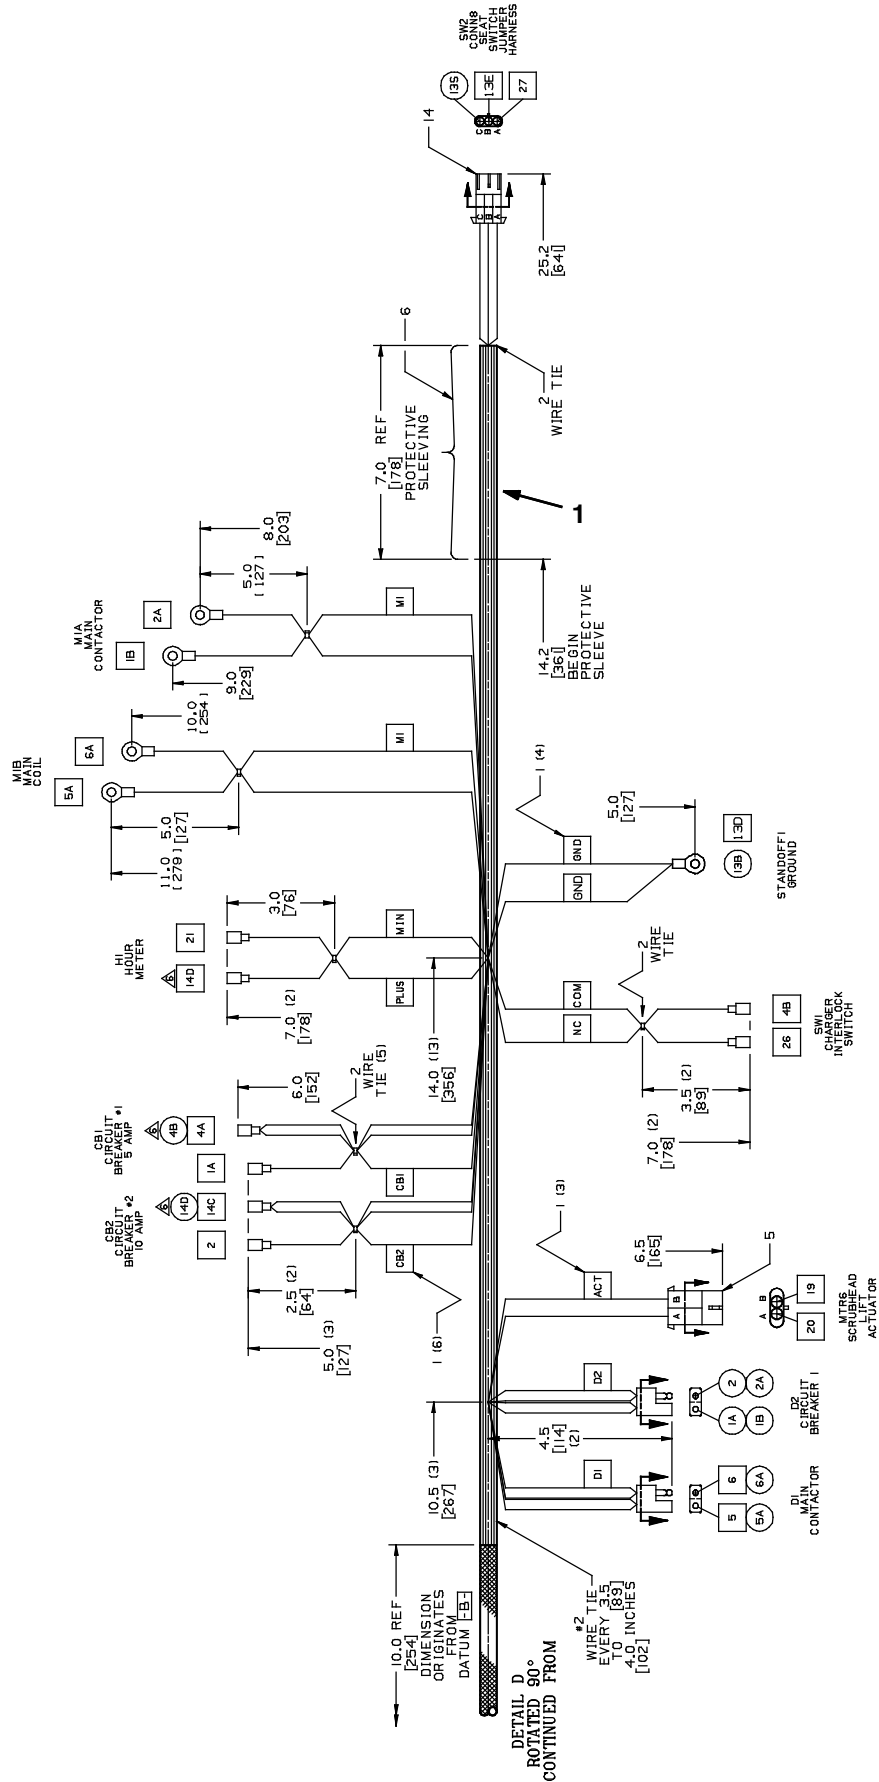 SW2
CONN8
SEAT
SWITCH
JUMPER
HARNESS
13S
13E
27
C
B
A
14
C
B
A
25.2
[641]
6
7.0 REF
[178]
PROTECTIVE
SLEEVING
2
WIRE TIE
1
14.2
[361]
BEGIN
PROTECTIVE
SLEEVE
8.0
[203]
5.0
[127]
M1A
MAIN
CONTACTOR
2A
1B
9.0
[229]
M1
10.0
[254]
M1B
MAIN
COIL
6A
5A
5.0
[127]
11.0
[279]
M1
1 (4)
5.0
[127]
GND
GND
13D
13B
STANDOFF1
GROUND
3.0
[76]
H1
HOUR
METER
21
6
14D
MIN
PLUS
7.0 (2)
[178]
14.0 (13)
[356]
2
WIRE
TIE
COM
NC
4B
26
SW1
CHARGER
INTERLOCK
SWITCH
3.5 (2)
[89]
7.0 (2)
[178]
6.0
[152]
2
WIRE
TIE (5)
CB1
CIRCUIT
BREAKER #1
5 AMP
6
4B
4A
1A
CB1
CB2
CIRCUIT
BREAKER #2
10 AMP
6
14D
14C
2
CB2
2.5 (2)
[64]
5.0 (3)
[127]
1 (6)
1 (3)
6.5
[165]
5
ACT
B
A
B
A
19
20
MTR6
SCRUBHEAD
LIFT
ACTUATOR
10.5 (3)
[267]
D2
4.5
[114]
(2)
2
2A
1A
1B
D2
CIRCUIT
BREAKER 1
D1
6
6A
5
5A
D1
MAIN
CONTACTOR
10.0 REF
[254]
DIMENSION
ORIGINATES
FROM
DATUM -B-
#2
WIRE TIE
EVERY 3.5
[89]
TO
4.0 INCHES
[102]
DETAIL D
ROTATED 90°
CONTINUED FROM